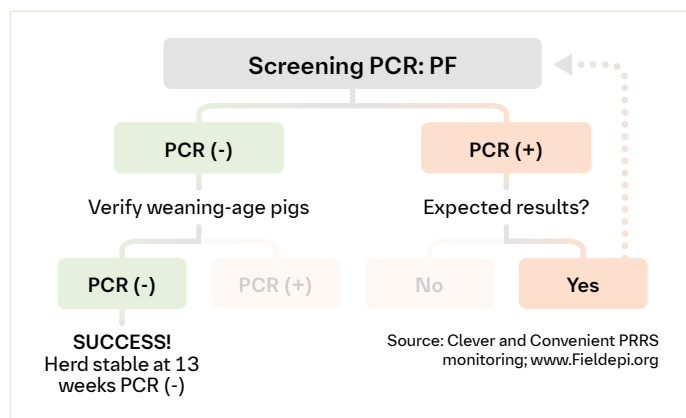 Screening PCR: PF
PCR (-)
PCR (+)
Verify weaning-age pigs
Expected results?
PCR (-)
PCR (+)
No
Yes
SUCCESS!
Herd stable at 13
weeks PCR (-)
Source: Clever and Convenient PRRS
monitoring; www.Fieldepi.org